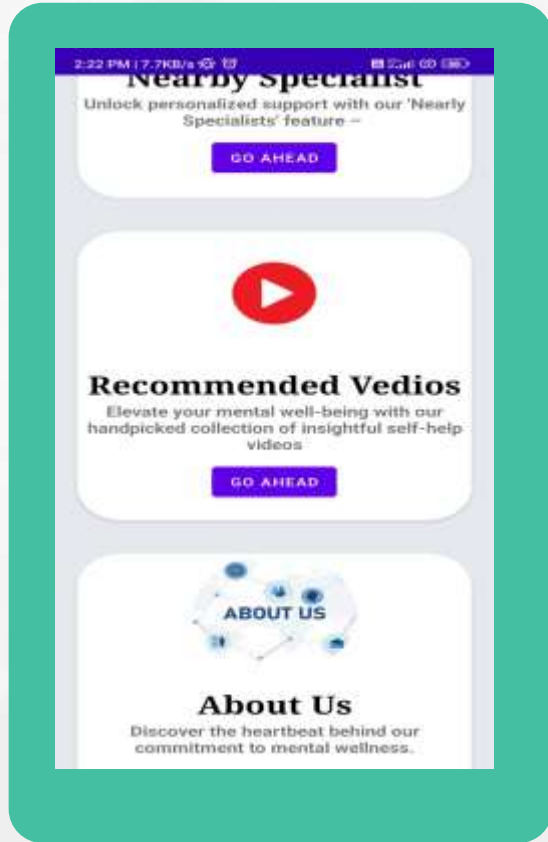 2:22 PM | 7.7KB/s
Nearby Specialist
Unlock personalized support with our 'Nearly
Specialists' feature –
GO AHEAD
Recommended Vedios
Elevate your mental well-being with our
handpicked collection of insightful self-help
videos
GO AHEAD
ABOUT US
About Us
Discover the heartbeat behind our
commitment to mental wellness.